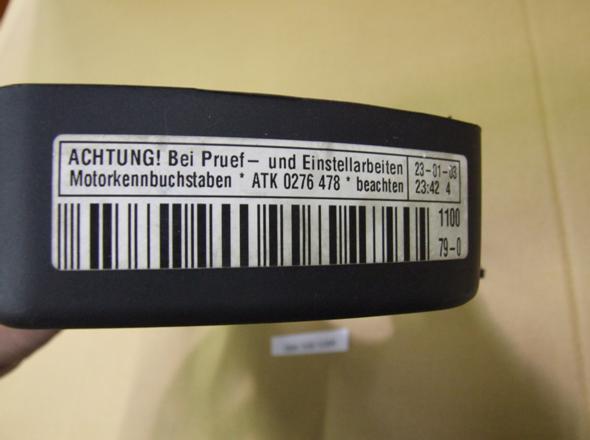 ACHTUNG! Bei Pruef- und Einstellarbeiten
Motorkennbuchstaben * ATK 0276 478 * beachten
23-01-03
23:42 4
1100
79-0